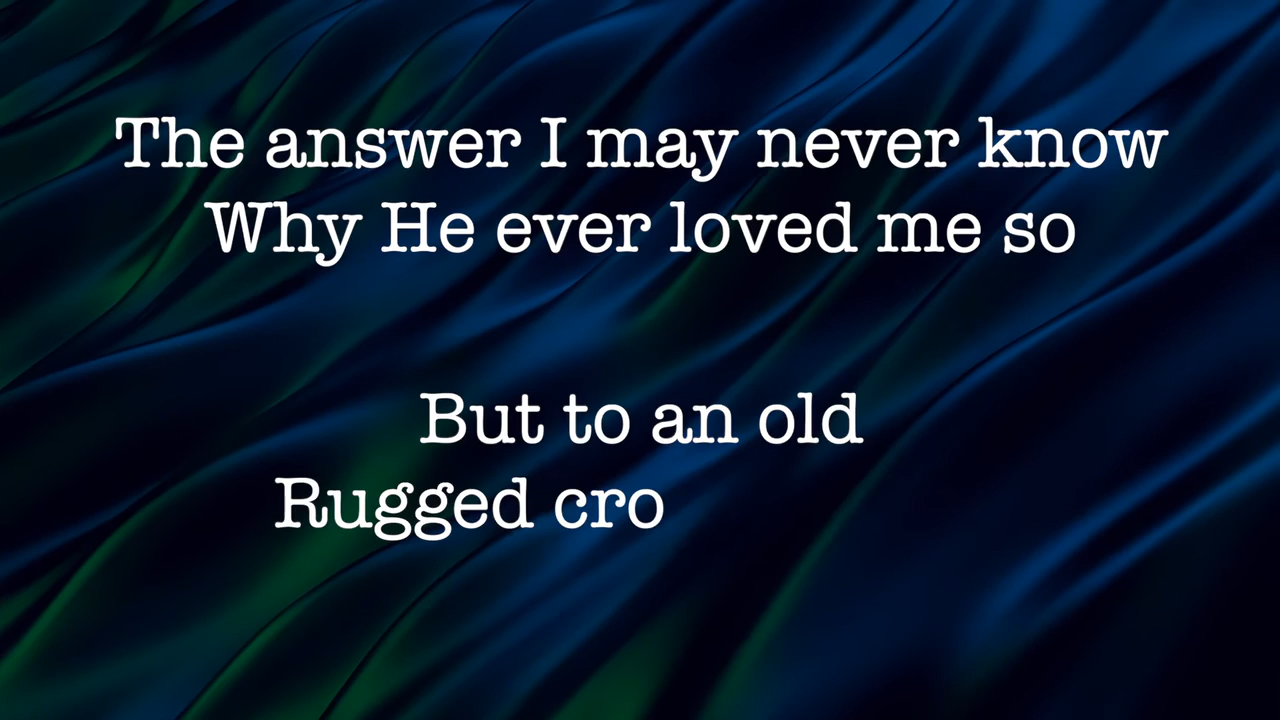 The answer I may never know
Why He ever loved me so
But to an old
Rugged cro